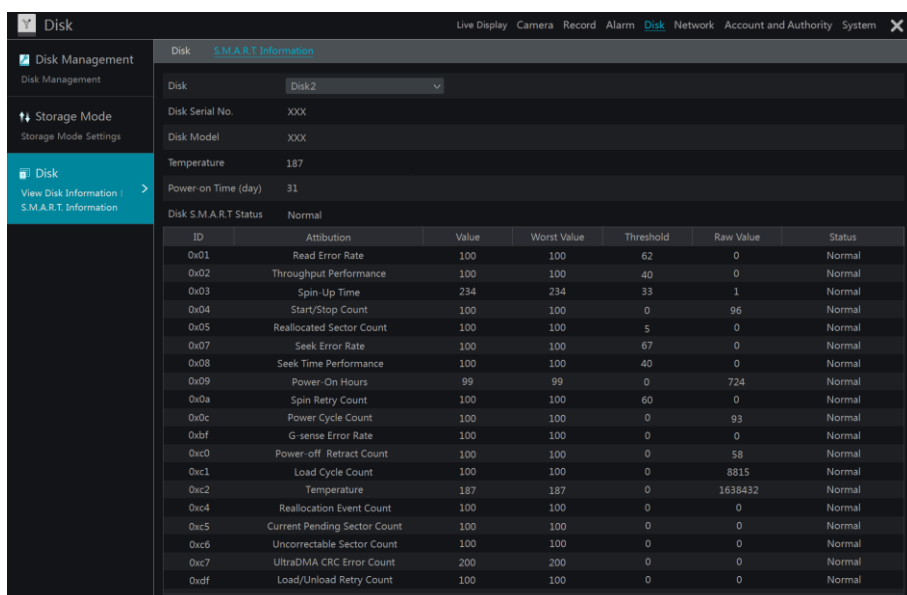 Disk
Live Display Camera Record Alarm Disk Network Account and Authority System
Disk Management
Disk Management
Storage Mode
Storage Mode Settings
Disk
View Disk Information |
S.M.A.R.T. Information
Disk S.M.A.R.T. Information
Disk Disk2
Disk Serial No. XXX
Disk Model XXX
Temperature 187
Power-on Time (day) 31
Disk S.M.A.R.T Status Normal
ID Attibution Value Worst Value Threshold Raw Value Status
0x01 Read Error Rate 100 100 62 0 Normal
0x02 Throughput Performance 100 100 40 0 Normal
0x03 Spin-Up Time 234 234 33 1 Normal
0x04 Start/Stop Count 100 100 0 96 Normal
0x05 Reallocated Sector Count 100 100 5 0 Normal
0x07 Seek Error Rate 100 100 67 0 Normal
0x08 Seek Time Performance 100 100 40 0 Normal
0x09 Power-On Hours 99 99 0 724 Normal
0x0a Spin Retry Count 100 100 60 0 Normal
0x0c Power Cycle Count 100 100 0 93 Normal
0xbf G-sense Error Rate 100 100 0 0 Normal
0xc0 Power-off Retract Count 100 100 0 58 Normal
0xc1 Load Cycle Count 100 100 0 8815 Normal
0xc2 Temperature 187 187 0 1638432 Normal
0xc4 Reallocation Event Count 100 100 0 0 Normal
0xc5 Current Pending Sector Count 100 100 0 0 Normal
0xc6 Uncorrectable Sector Count 100 100 0 0 Normal
0xc7 UltraDMA CRC Error Count 200 200 0 0 Normal
0xdf Load/Unload Retry Count 100 100 0 0 Normal